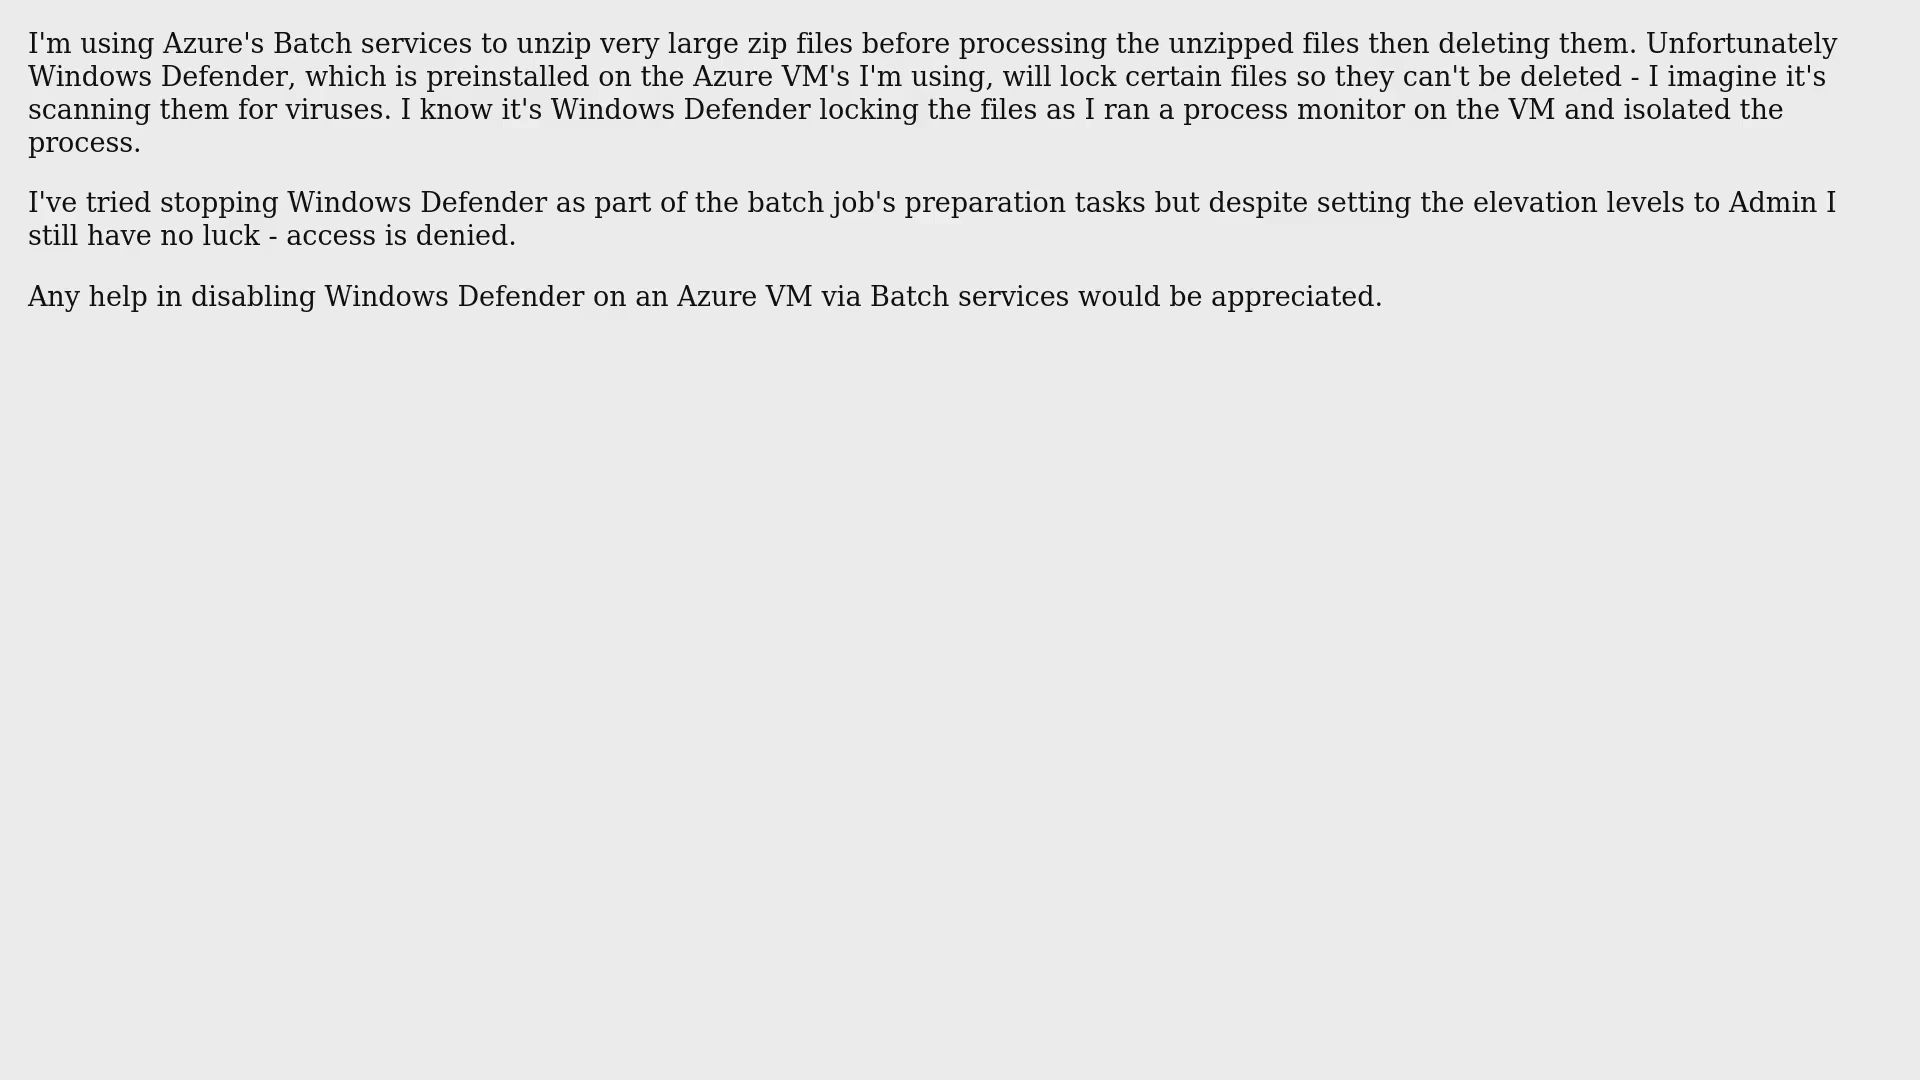 I'm using Azure's Batch services to unzip very large zip files before processing the unzipped files then deleting them. Unfortunately
Windows Defender, which is preinstalled on the Azure VM's I'm using, will lock certain files so they can't be deleted - I imagine it's
scanning them for viruses. I know it's Windows Defender locking the files as I ran a process monitor on the VM and isolated the
process.
I've tried stopping Windows Defender as part of the batch job's preparation tasks but despite setting the elevation levels to Admin I
still have no luck - access is denied.
Any help in disabling Windows Defender on an Azure VM via Batch services would be appreciated.